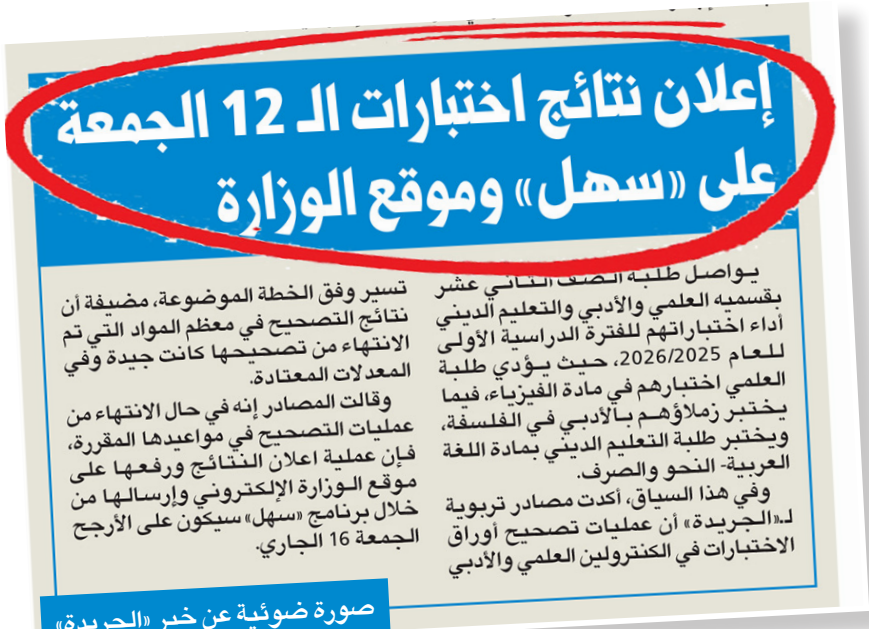 إعلان نتائج اختبارات الـ 12 الجمعة
على «سهل» وموقع الوزارة
يواصل طلبة الصف الثاني عشر
بقسميه العلمي والأدبي والتعليم الديني
أداء اختباراتهم للفترة الدراسية الأولى
للعام 2026/2025، حيث يؤدي طلبة
العلمي اختبارهم في مادة الفيزياء، فيما
يختبر زملاؤهم بالأدبي في الفلسفة،
ويختبر طلبة التعليم الديني بمادة اللغة
العربية- النحو والصرف.
وفي هذا السياق، أكدت مصادر تربوية
لـ«الجريدة» أن عمليات تصحيح أوراق
الاختبارات في الكنترولين العلمي والأدبي
تسير وفق الخطة الموضوعة، مضيفة أن
نتائج التصحيح في معظم المواد التي تم
الانتهاء من تصحيحها كانت جيدة وفي
المعدلات المعتادة.
وقالت المصادر إنه في حال الانتهاء من
عمليات التصحيح في مواعيدها المقررة،
فإن عملية اعلان النتائج ورفعها على
موقع الوزارة الإلكتروني وإرسالها من
خلال برنامج «سهل» سيكون على الأرجح
الجمعة 16 الجاري.
صورة ضوئية عن خبر «الجريدة»